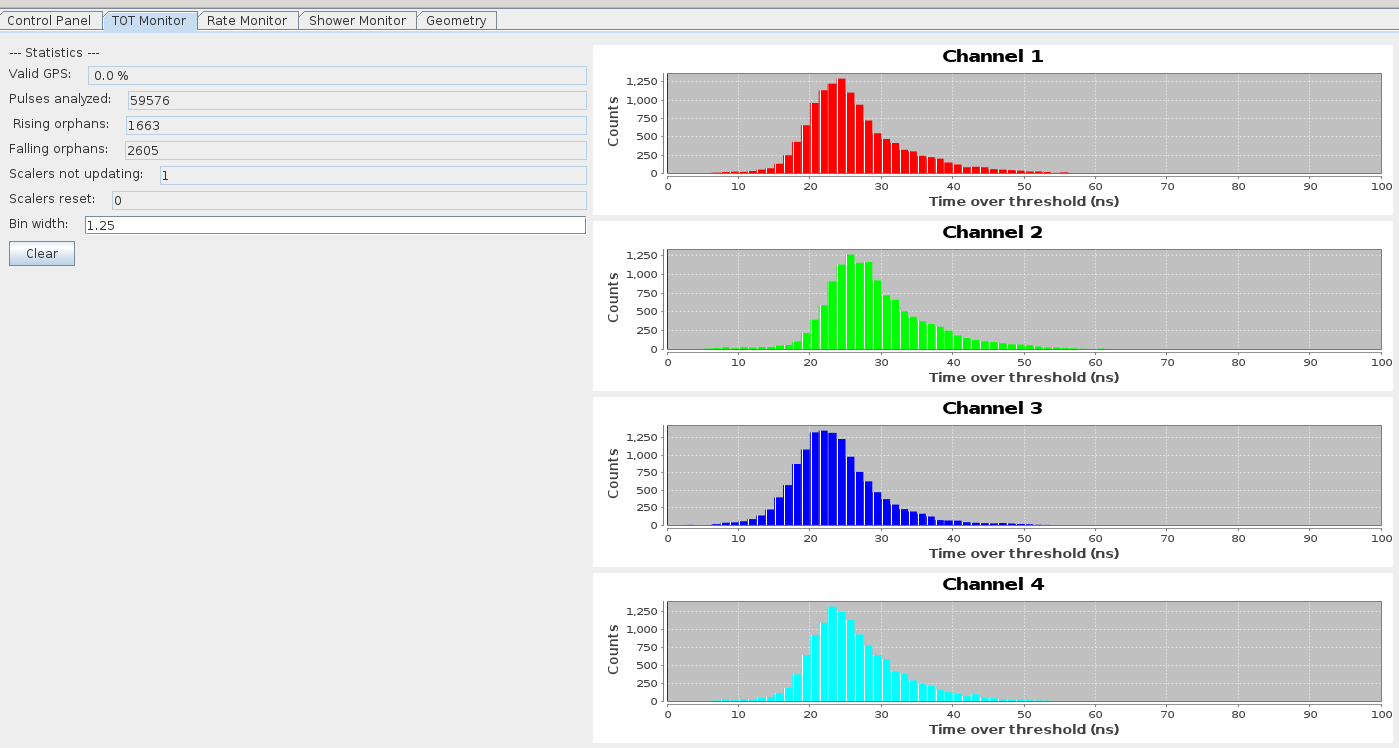 Control Panel TOT Monitor Rate Monitor Shower Monitor Geometry
--- Statistics ---
Valid GPS: 0.0 %
Pulses analyzed: 59576
Rising orphans: 1663
Falling orphans: 2605
Scalers not updating: 1
Scalers reset: 0
Bin width: 1.25
Clear
Channel 1
Counts
1,250
1,000
750
500
250
0
0 10 20 30 40 50 60 70 80 90 100
Time over threshold (ns)
Channel 2
Counts
1,250
1,000
750
500
250
0
0 10 20 30 40 50 60 70 80 90 100
Time over threshold (ns)
Channel 3
Counts
1,250
1,000
750
500
250
0
0 10 20 30 40 50 60 70 80 90 100
Time over threshold (ns)
Channel 4
Counts
1,250
1,000
750
500
250
0
0 10 20 30 40 50 60 70 80 90 100
Time over threshold (ns)